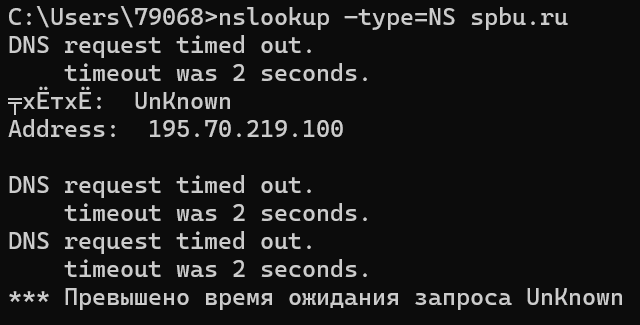 C:\Users\79068>nslookup -type=NS spbu.ru
DNS request timed out.
    timeout was 2 seconds.
╤хЁтхЁ:  UnKnown
Address:  195.70.219.100

DNS request timed out.
    timeout was 2 seconds.
DNS request timed out.
    timeout was 2 seconds.
*** Превышено время ожидания запроса UnKnown